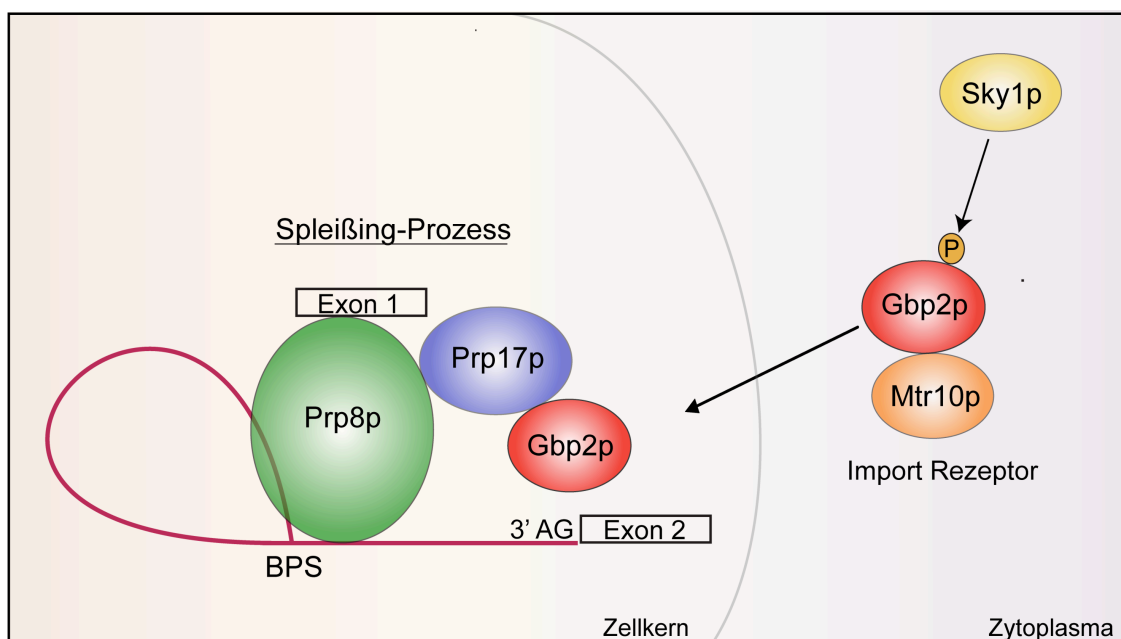 Sky1p
Spleißing-Prozess
P
Exon 1
Gbp2p
Prp17p
Mtr10p
Prp8p
Gbp2p
Import Rezeptor
3’ AG
Exon 2
BPS
Zellkern
Zytoplasma